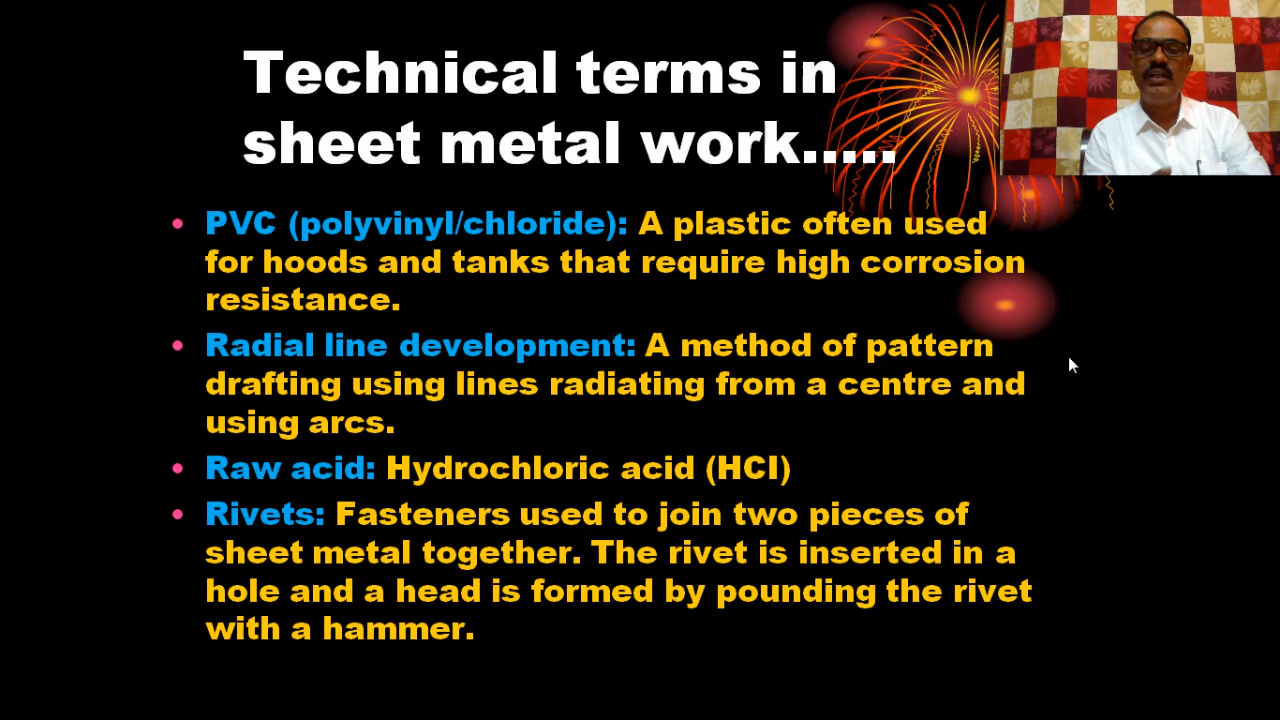 Technical terms in
sheet metal work.....
• PVC (polyvinyl/chloride): A plastic often used
for hoods and tanks that require high corrosion
resistance.
• Radial line development: A method of pattern
drafting using lines radiating from a centre and
using arcs.
• Raw acid: Hydrochloric acid (HCl)
• Rivets: Fasteners used to join two pieces of
sheet metal together. The rivet is inserted in a
hole and a head is formed by pounding the rivet
with a hammer.